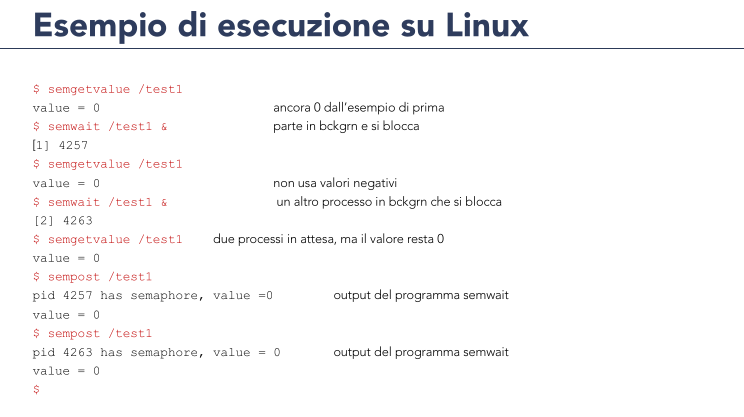 Esempio di esecuzione su Linux
$ semgetvalue /test1
value = 0 ancora 0 dall'esempio di prima
$ semwait /test1 & parte in bckgrn e si blocca
[1] 4257
$ semgetvalue /test1
value = 0 non usa valori negativi
$ semwait /test1 & un altro processo in bckgrn che si blocca
[2] 4263
$ semgetvalue /test1 due processi in attesa, ma il valore resta 0
value = 0
$ sempost /test1
pid 4257 has semaphore, value =0 output del programma semwait
value = 0
$ sempost /test1
pid 4263 has semaphore, value = 0 output del programma semwait
value = 0
$